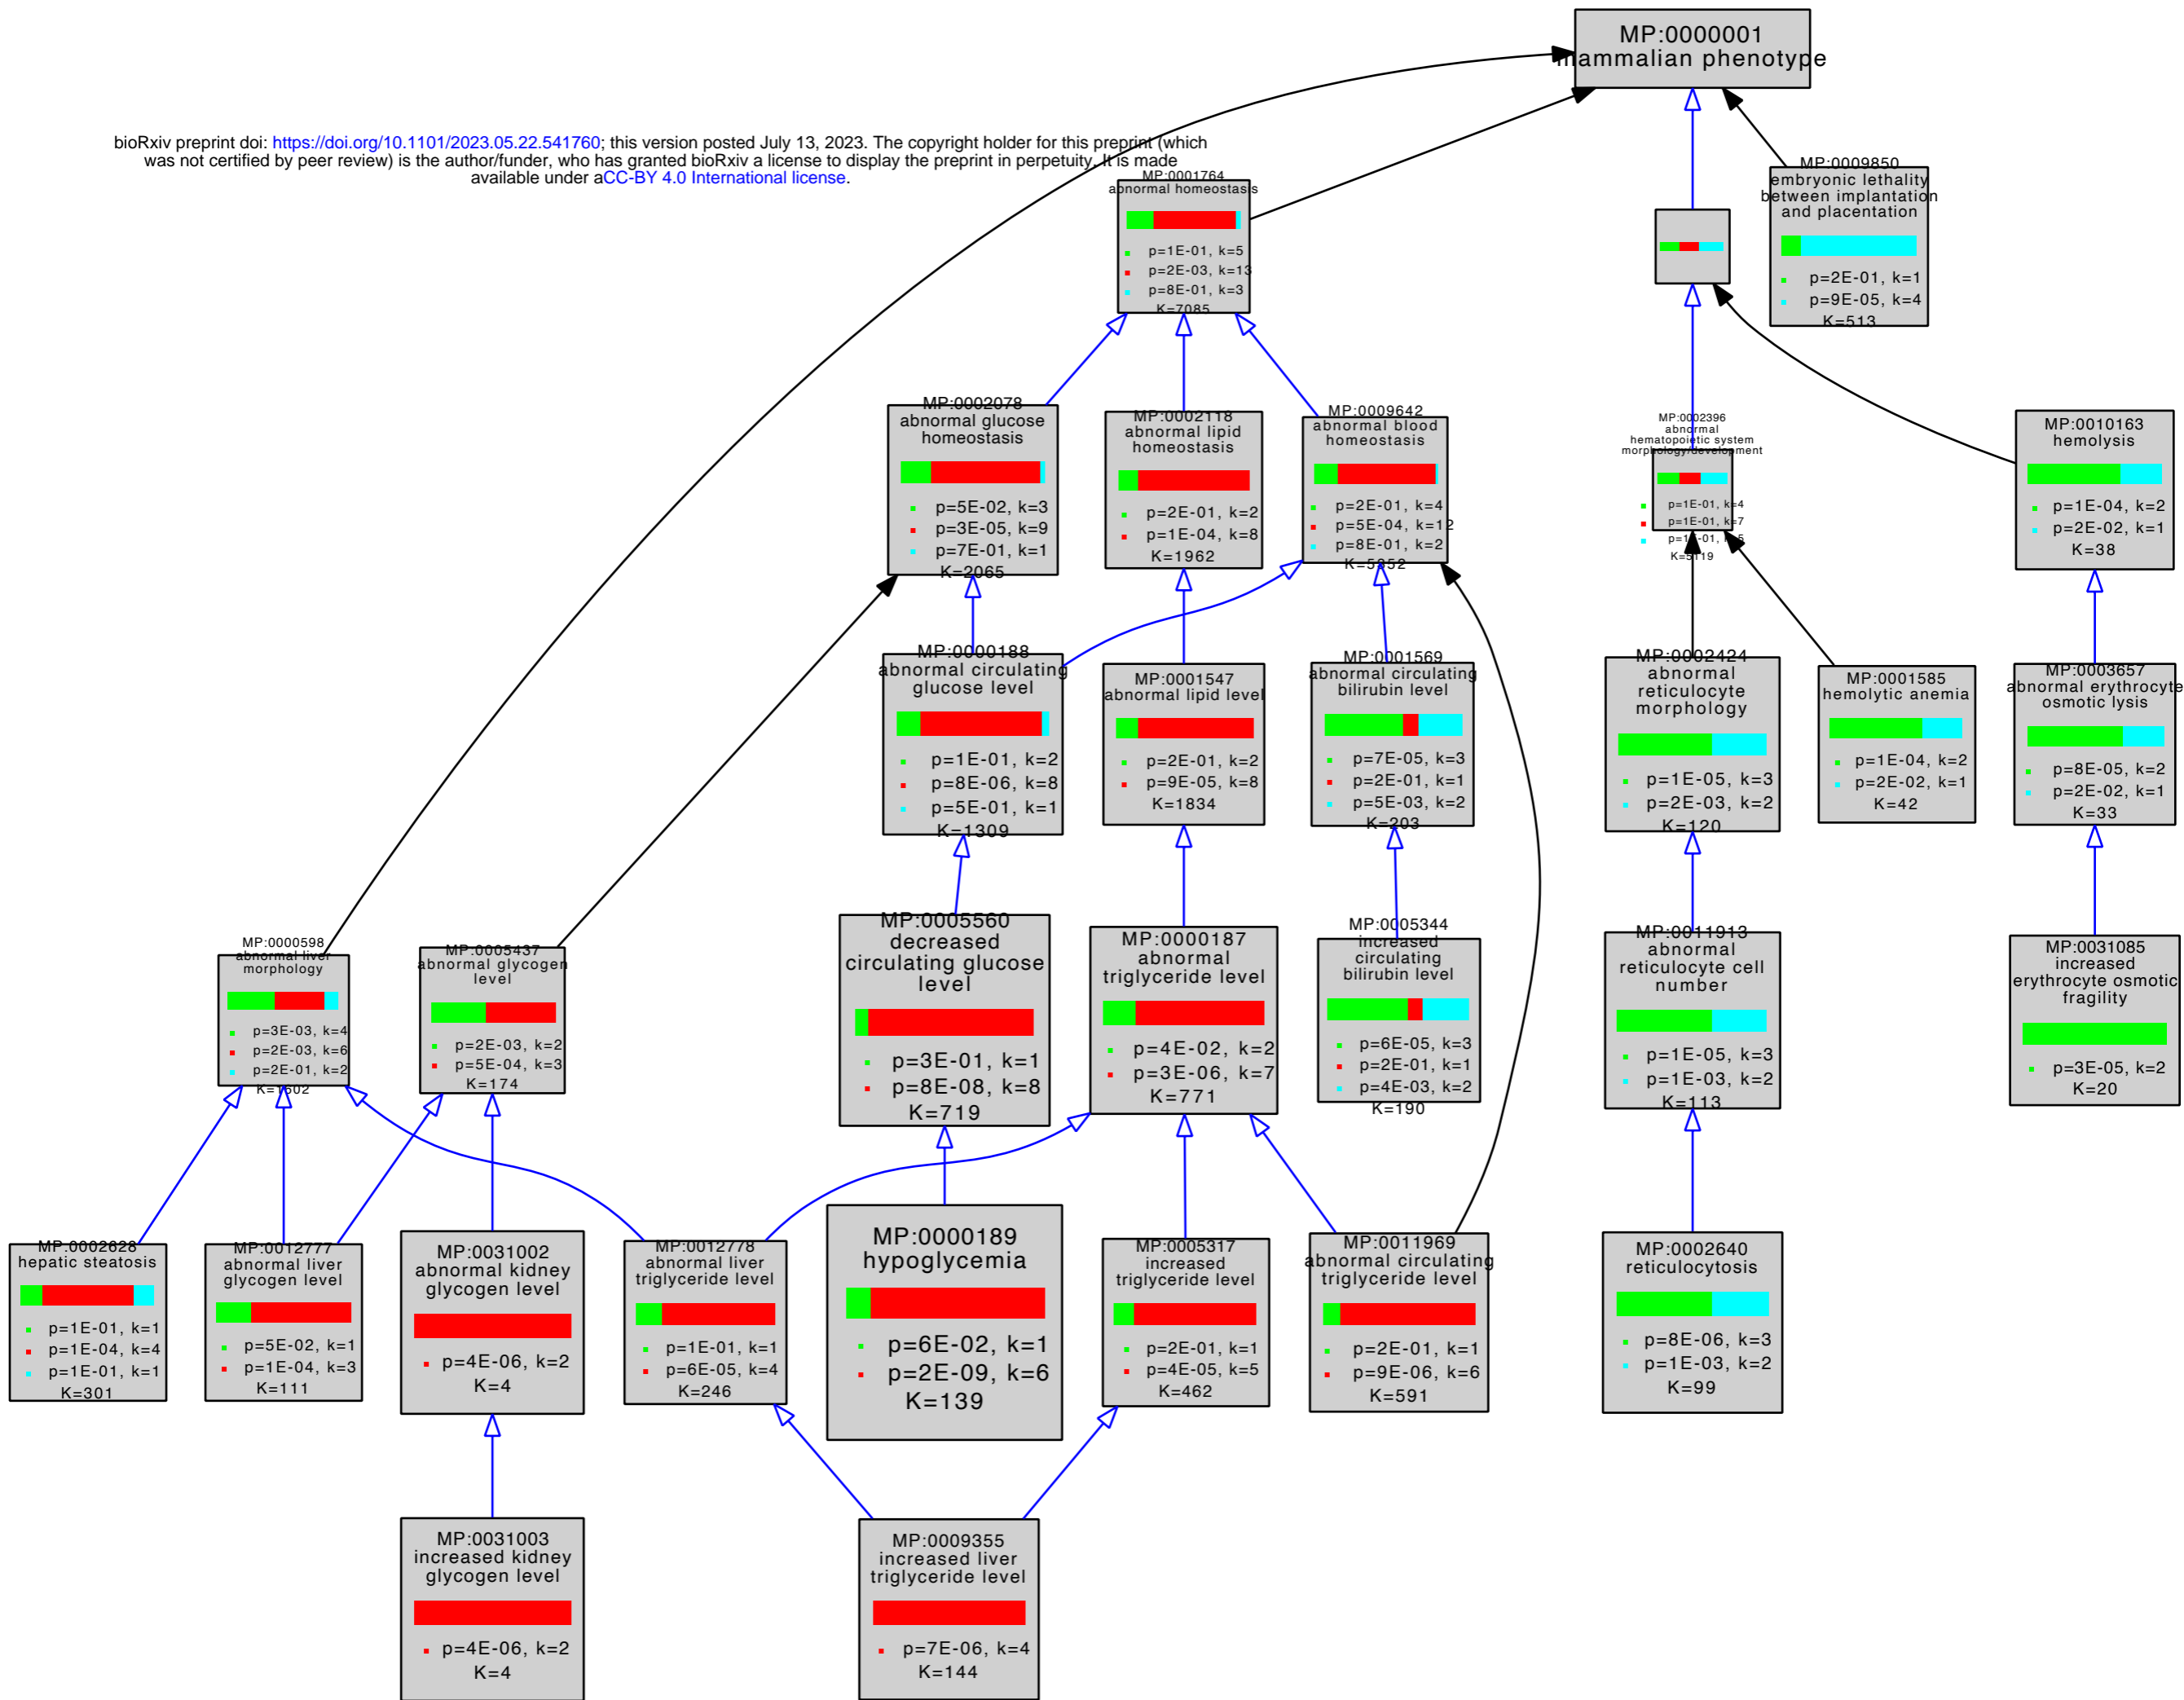 MP:0000001
mammalian phenotype
bioRxiv preprint doi: https://doi.org/10.1101/2023.05.22.541760; this version posted July 13, 2023. The copyright holder for this preprint (which
was not certified by peer review) is the author/funder, who has granted bioRxiv a license to display the preprint in perpetuity. It is made
available under aCC-BY 4.0 International license.
MP:0001764
abnormal homeostasis
p=1E-01, k=5
p=2E-03, k=13
p=8E-01, k=3
K=7085
MP:0009850
embryonic lethality
between implantation
and placentation
p=2E-01, k=1
p=9E-05, k=4
K=513
MP:0002078
abnormal glucose
homeostasis
p=5E-02, k=3
p=3E-05, k=9
p=7E-01, k=1
K=2065
MP:0002118
abnormal lipid
homeostasis
p=2E-01, k=2
p=1E-04, k=8
K=1962
MP:0009642
abnormal blood
homeostasis
p=2E-01, k=4
p=5E-04, k=12
p=8E-01, k=2
K=5352
MP:0002396
abnormal
hematopoietic system
morphology/development
p=1E-01, k=4
p=1E-01, k=7
p=1E-01, k=5
K=5119
MP:0010163
hemolysis
p=1E-04, k=2
p=2E-02, k=1
K=38
MP:0000188
abnormal circulating
glucose level
p=1E-01, k=2
p=8E-06, k=8
p=5E-01, k=1
K=1309
MP:0001547
abnormal lipid level
p=2E-01, k=2
p=9E-05, k=8
K=1834
MP:0001569
abnormal circulating
bilirubin level
p=7E-05, k=3
p=2E-01, k=1
p=5E-03, k=2
K=203
MP:0002424
abnormal
reticulocyte
morphology
p=1E-05, k=3
p=2E-03, k=2
K=120
MP:0001585
hemolytic anemia
p=1E-04, k=2
p=2E-02, k=1
K=42
MP:0003657
abnormal erythrocyte
osmotic lysis
p=8E-05, k=2
p=2E-02, k=1
K=33
MP:0000598
abnormal liver
morphology
p=3E-03, k=4
p=2E-03, k=6
p=2E-01, k=2
K=1602
MP:0005437
abnormal glycogen
level
p=2E-03, k=2
p=5E-04, k=3
K=174
MP:0005560
decreased
circulating glucose
level
p=3E-01, k=1
p=8E-08, k=8
K=719
MP:0000187
abnormal
triglyceride level
p=4E-02, k=2
p=3E-06, k=7
K=771
MP:0005344
increased
circulating
bilirubin level
p=6E-05, k=3
p=2E-01, k=1
p=4E-03, k=2
K=190
MP:0011913
abnormal
reticulocyte cell
number
p=1E-05, k=3
p=1E-03, k=2
K=113
MP:0031085
increased
erythrocyte osmotic
fragility
p=3E-05, k=2
K=20
MP:0002628
hepatic steatosis
p=1E-01, k=1
p=1E-04, k=4
p=1E-01, k=1
K=301
MP:0012777
abnormal liver
glycogen level
p=5E-02, k=1
p=1E-04, k=3
K=111
MP:0031002
abnormal kidney
glycogen level
p=4E-06, k=2
K=4
MP:0012778
abnormal liver
triglyceride level
p=1E-01, k=1
p=6E-05, k=4
K=246
MP:0000189
hypoglycemia
p=6E-02, k=1
p=2E-09, k=6
K=139
MP:0005317
increased
triglyceride level
p=2E-01, k=1
p=4E-05, k=5
K=462
MP:0011969
abnormal circulating
triglyceride level
p=2E-01, k=1
p=9E-06, k=6
K=591
MP:0002640
reticulocytosis
p=8E-06, k=3
p=1E-03, k=2
K=99
MP:0031003
increased kidney
glycogen level
p=4E-06, k=2
K=4
MP:0009355
increased liver
triglyceride level
p=7E-06, k=4
K=144